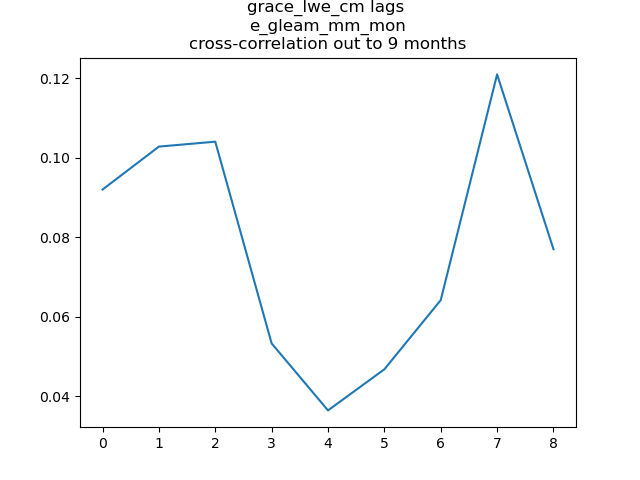 grace_lwe_cm lags
e_gleam_mm_mon
cross-correlation out to 9 months
0.12
0.10
0.08
0.06
0.04
0 1 2 3 4 5 6 7 8